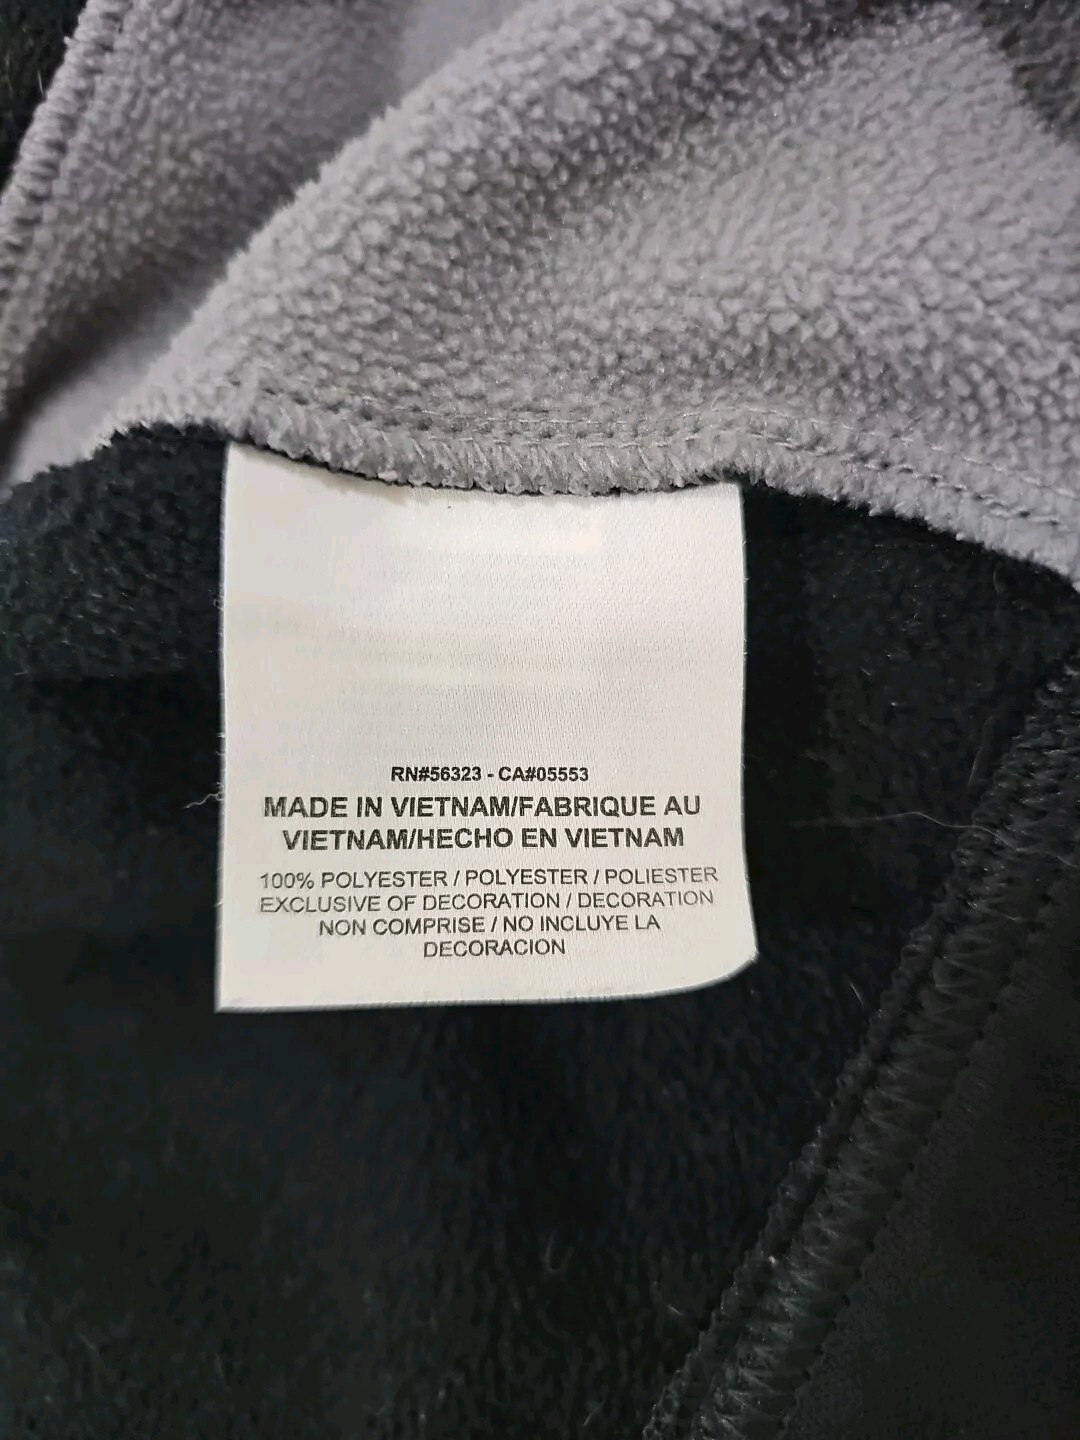 RN#56323 - CA#05553
MADE IN VIETNAM/FABRIQUE AU
VIETNAM/HECHO EN VIETNAM
100% POLYESTER / POLYESTER / POLIESTER
EXCLUSIVE OF DECORATION / DECORATION
NON COMPRISE / NO INCLUYE LA
DECORACION